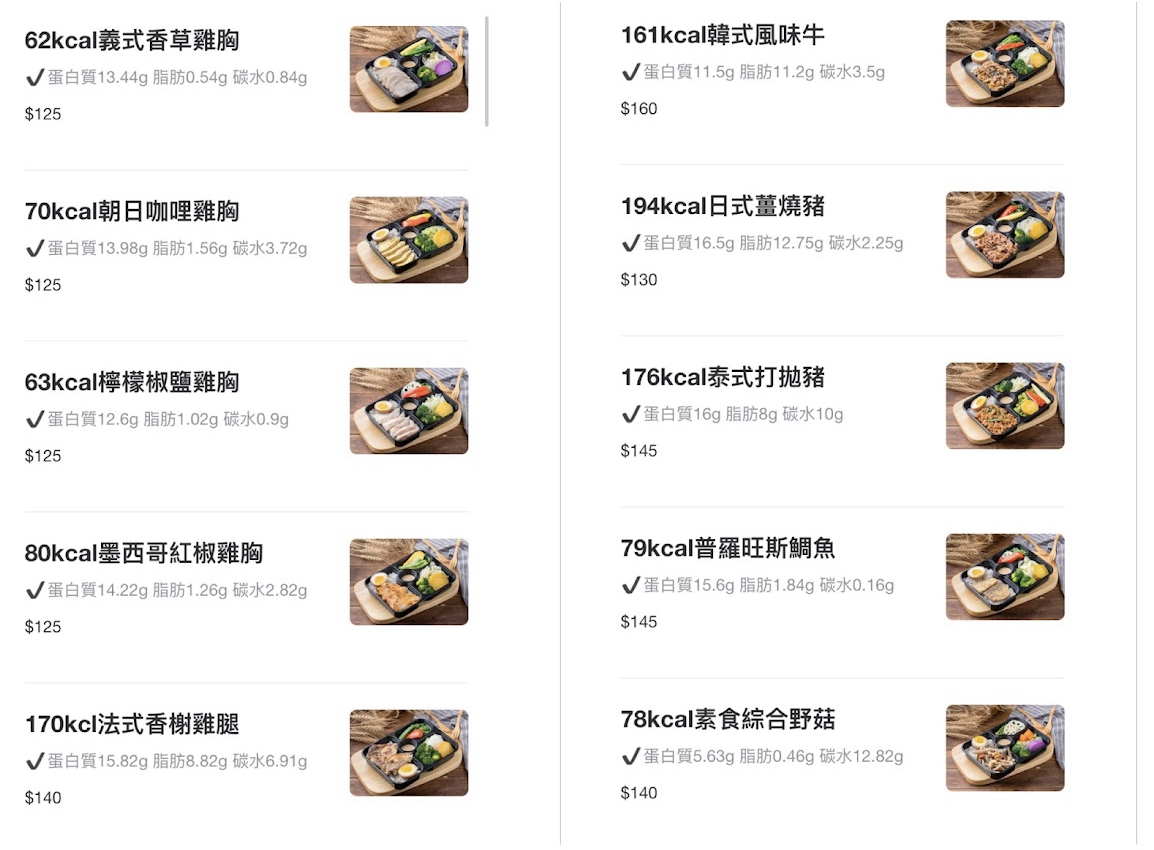 62kcal義式香草雞胸
✔蛋白質13.44g 脂肪0.54g 碳水0.84g
$125
70kcal朝日咖哩雞胸
✔蛋白質13.98g 脂肪1.56g 碳水3.72g
$125
63kcal檸檬椒鹽雞胸
✔蛋白質12.6g 脂肪1.02g 碳水0.9g
$125
80kcal墨西哥紅椒雞胸
✔蛋白質14.22g 脂肪1.26g 碳水2.82g
$125
170kcl法式香榭雞腿
✔蛋白質15.82g 脂肪8.82g 碳水6.91g
$140
161kcal韓式風味牛
✔蛋白質11.5g 脂肪11.2g 碳水3.5g
$160
194kcal日式薑燒豬
✔蛋白質16.5g 脂肪12.75g 碳水2.25g
$130
176kcal泰式打拋豬
✔蛋白質16g 脂肪8g 碳水10g
$145
79kcal普羅旺斯鯛魚
✔蛋白質15.6g 脂肪1.84g 碳水0.16g
$145
78kcal素食綜合野菇
✔蛋白質5.63g 脂肪0.46g 碳水12.82g
$140